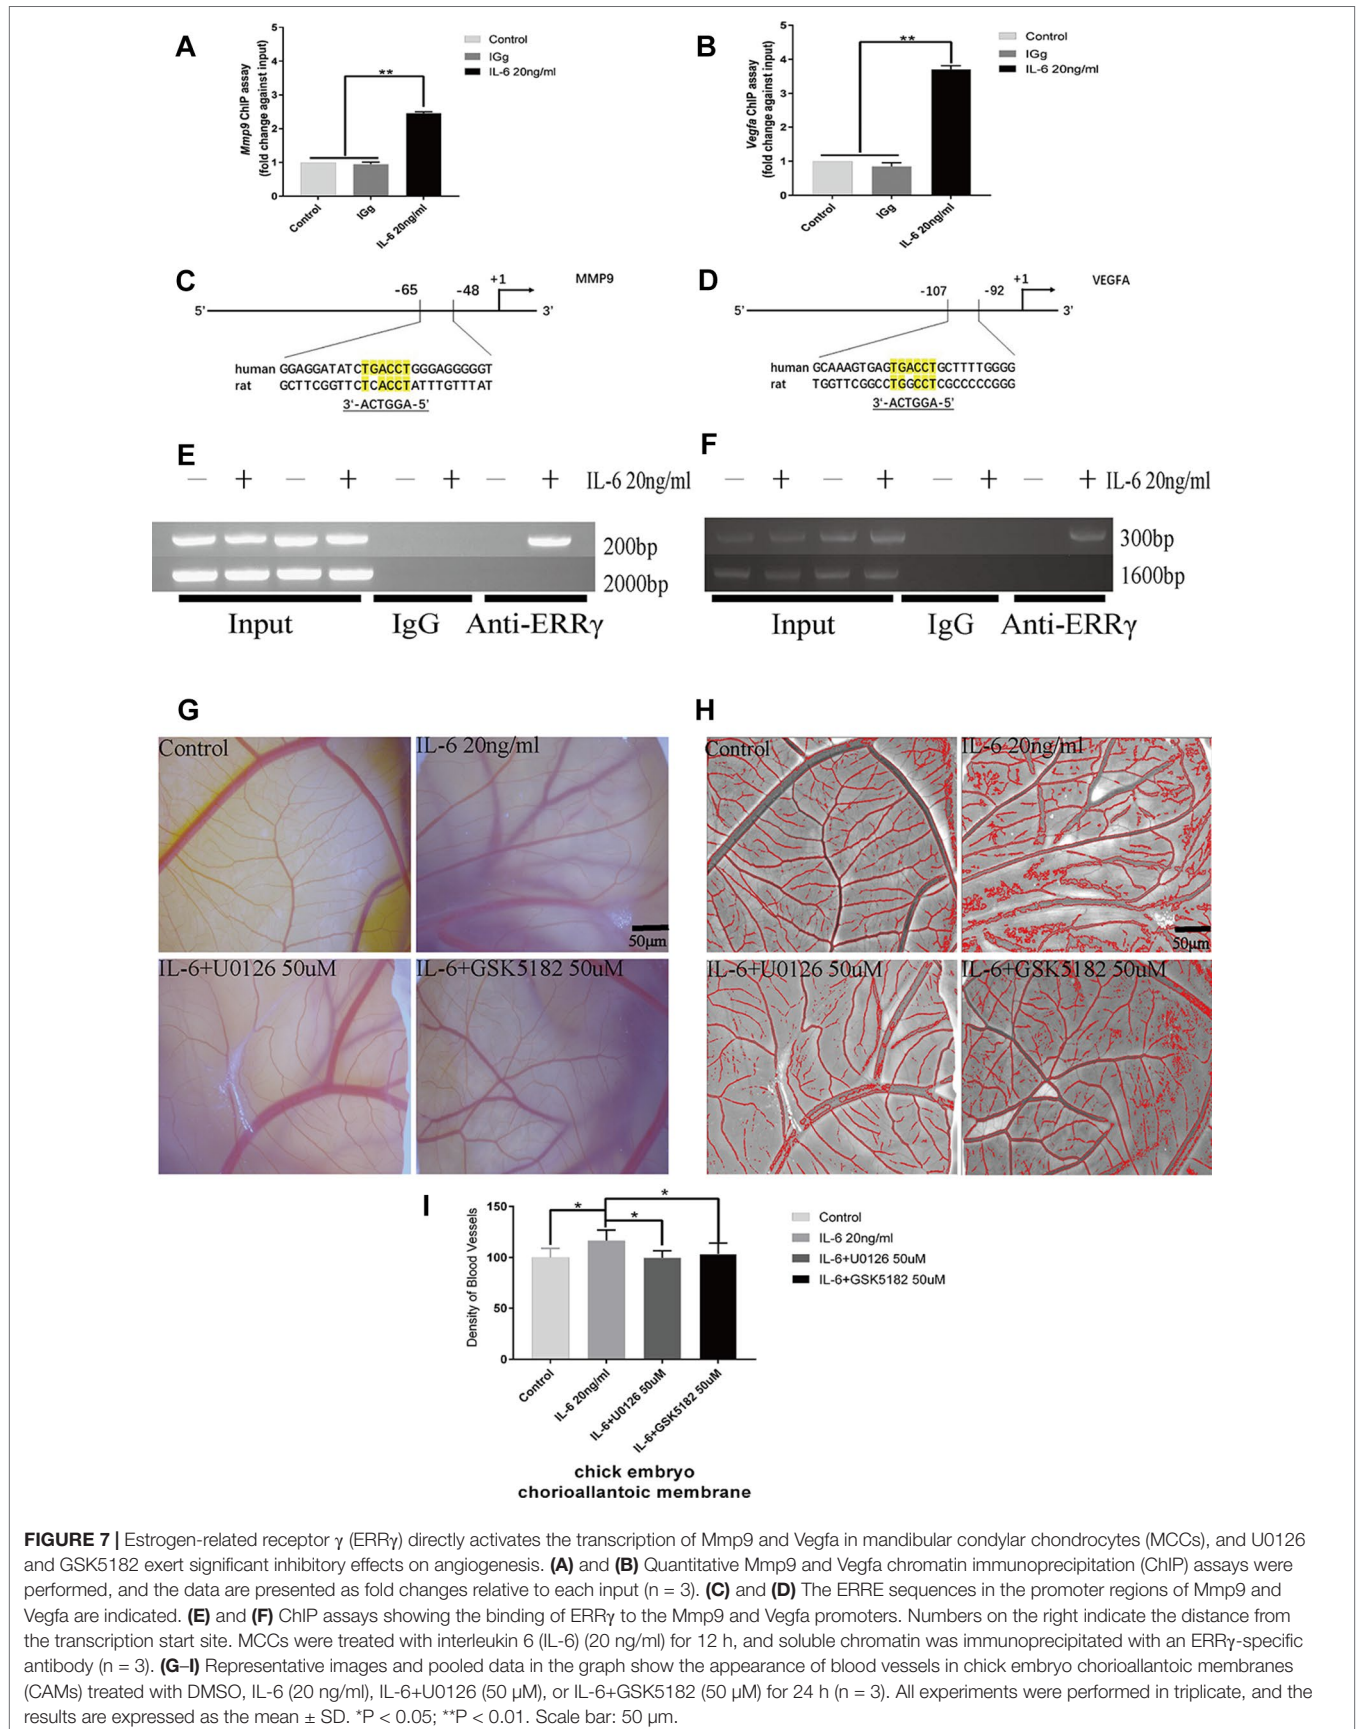 A
Mmp9 ChIP assay
(fold change against input)
5
4
3
2
1
0
**
Control
IGg
IL-6 20ng/ml
Control
IGg
IL-6 20ng/ml
B
Vegfa ChIP assay
(fold change against input)
5
4
3
2
1
0
**
Control
IGg
IL-6 20ng/ml
Control
IGg
IL-6 20ng/ml
C
-65
-48
+1
MMP9
5'
3'
human GGAGGATATCTGACCTGGGAGGGGGT
rat GCTTCGGTTCTCACCTATTTGTTTAT
3'-ACTGGA-5'
D
-107
-92
+1
VEGFA
5'
3'
human GCAAAGTGAGTGACCTGCTTTTGGGG
rat TGGTTCGGCCTGGCCTCGCCCCCGGG
3'-ACTGGA-5'
E
— + — + — + — + IL-6 20ng/ml
200bp
2000bp
Input IgG Anti-ERRγ
F
— + — + — + — + IL-6 20ng/ml
300bp
1600bp
Input IgG Anti-ERRγ
G
Control
IL-6 20ng/ml
50μm
IL-6+U0126 50uM
IL-6+GSK5182 50uM
H
Control
IL-6 20ng/ml
50μm
IL-6+U0126 50uM
IL-6+GSK5182 50uM
I
Density of Blood Vessels
150
100
50
0
*
*
*
Control
IL-6 20ng/ml
IL-6+U0126 50uM
IL-6+GSK5182 50uM
Control
IL-6 20ng/ml
IL-6+U0126 50uM
IL-6+GSK5182 50uM
chick embryo
chorioallantoic membrane
FIGURE 7 | Estrogen-related receptor γ (ERRγ) directly activates the transcription of Mmp9 and Vegfa in mandibular condylar chondrocytes (MCCs), and U0126
and GSK5182 exert significant inhibitory effects on angiogenesis. (A) and (B) Quantitative Mmp9 and Vegfa chromatin immunoprecipitation (ChIP) assays were
performed, and the data are presented as fold changes relative to each input (n = 3). (C) and (D) The ERRE sequences in the promoter regions of Mmp9 and
Vegfa are indicated. (E) and (F) ChIP assays showing the binding of ERRγ to the Mmp9 and Vegfa promoters. Numbers on the right indicate the distance from
the transcription start site. MCCs were treated with interleukin 6 (IL-6) (20 ng/ml) for 12 h, and soluble chromatin was immunoprecipitated with an ERRγ-specific
antibody (n = 3). (G–I) Representative images and pooled data in the graph show the appearance of blood vessels in chick embryo chorioallantoic membranes
(CAMs) treated with DMSO, IL-6 (20 ng/ml), IL-6+U0126 (50 μM), or IL-6+GSK5182 (50 μM) for 24 h (n = 3). All experiments were performed in triplicate, and the
results are expressed as the mean ± SD. *P < 0.05; **P < 0.01. Scale bar: 50 μm.